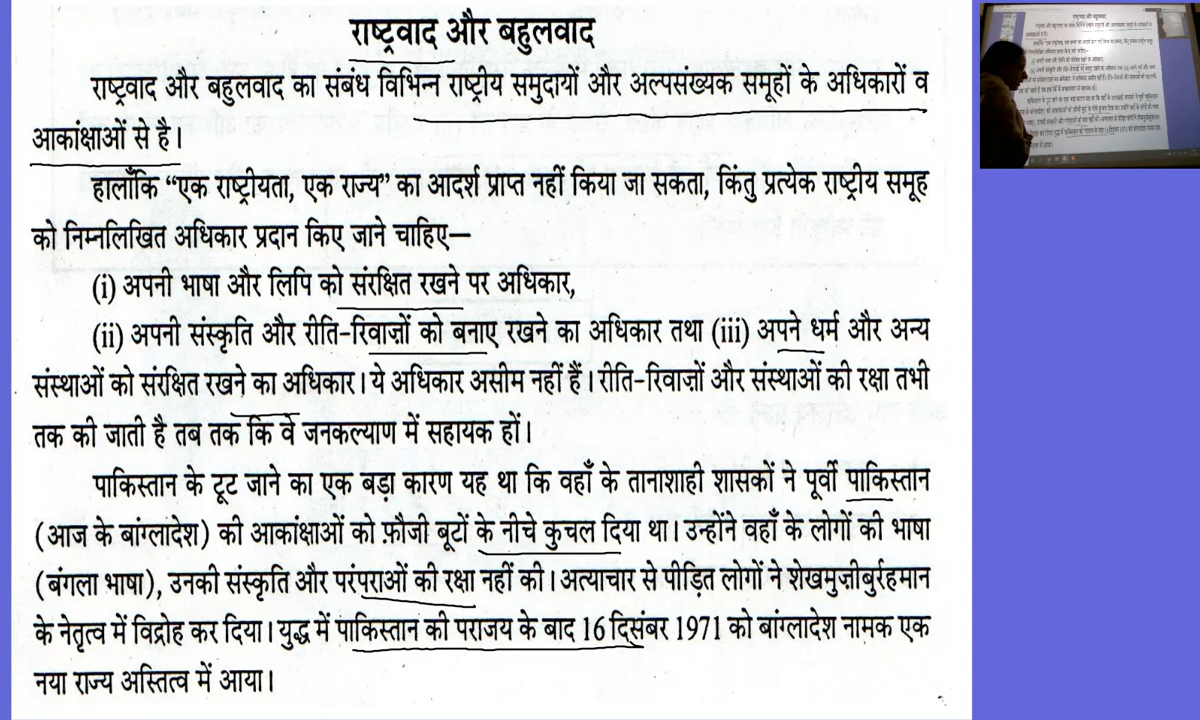 राष्ट्रवाद और बहुलवाद
राष्ट्रवाद और बहुलवाद का संबंध विभिन्न राष्ट्रीय समुदायों और अल्पसंख्यक समूहों के अधिकारों व
आकांक्षाओं से है।
हालाँकि “एक राष्ट्रीयता, एक राज्य” का आदर्श प्राप्त नहीं किया जा सकता, किंतु प्रत्येक राष्ट्रीय समूह
को निम्नलिखित अधिकार प्रदान किए जाने चाहिए—
(i) अपनी भाषा और लिपि को संरक्षित रखने पर अधिकार,
(ii) अपनी संस्कृति और रीति-रिवाज़ों को बनाए रखने का अधिकार तथा (iii) अपने धर्म और अन्य
संस्थाओं को संरक्षित रखने का अधिकार। ये अधिकार असीम नहीं हैं। रीति-रिवाज़ों और संस्थाओं की रक्षा तभी
तक की जाती है तब तक कि वे जनकल्याण में सहायक हों।
पाकिस्तान के टूट जाने का एक बड़ा कारण यह था कि वहाँ के तानाशाही शासकों ने पूर्वी पाकिस्तान
(आज के बांग्लादेश) की आकांक्षाओं को फ़ौजी बूटों के नीचे कुचल दिया था। उन्होंने वहाँ के लोगों की भाषा
(बंगला भाषा), उनकी संस्कृति और परंपराओं की रक्षा नहीं की। अत्याचार से पीड़ित लोगों ने शेखमुज़ीबुर्रहमान
के नेतृत्व में विद्रोह कर दिया। युद्ध में पाकिस्तान की पराजय के बाद 16 दिसंबर 1971 को बांग्लादेश नामक एक
नया राज्य अस्तित्व में आया।